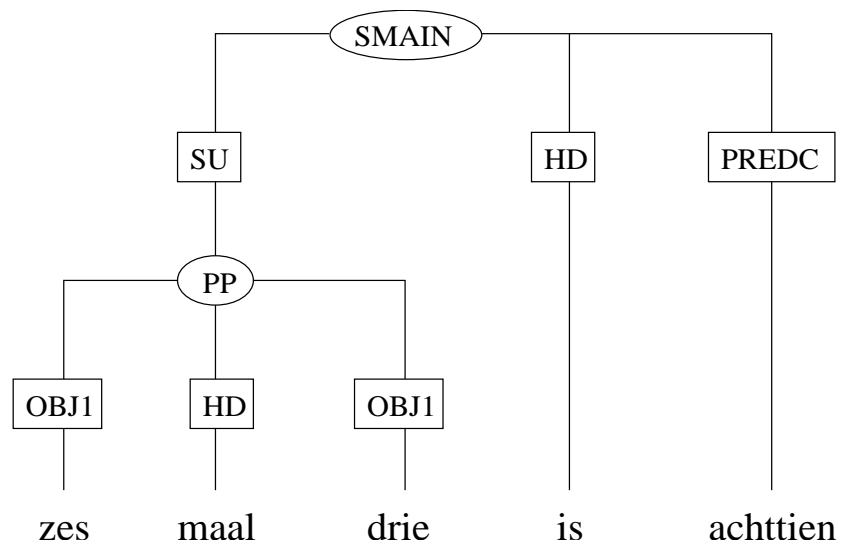 SMAIN
SU HD PREDC
PP
OBJ1 HD OBJ1
zes maal drie is achttien